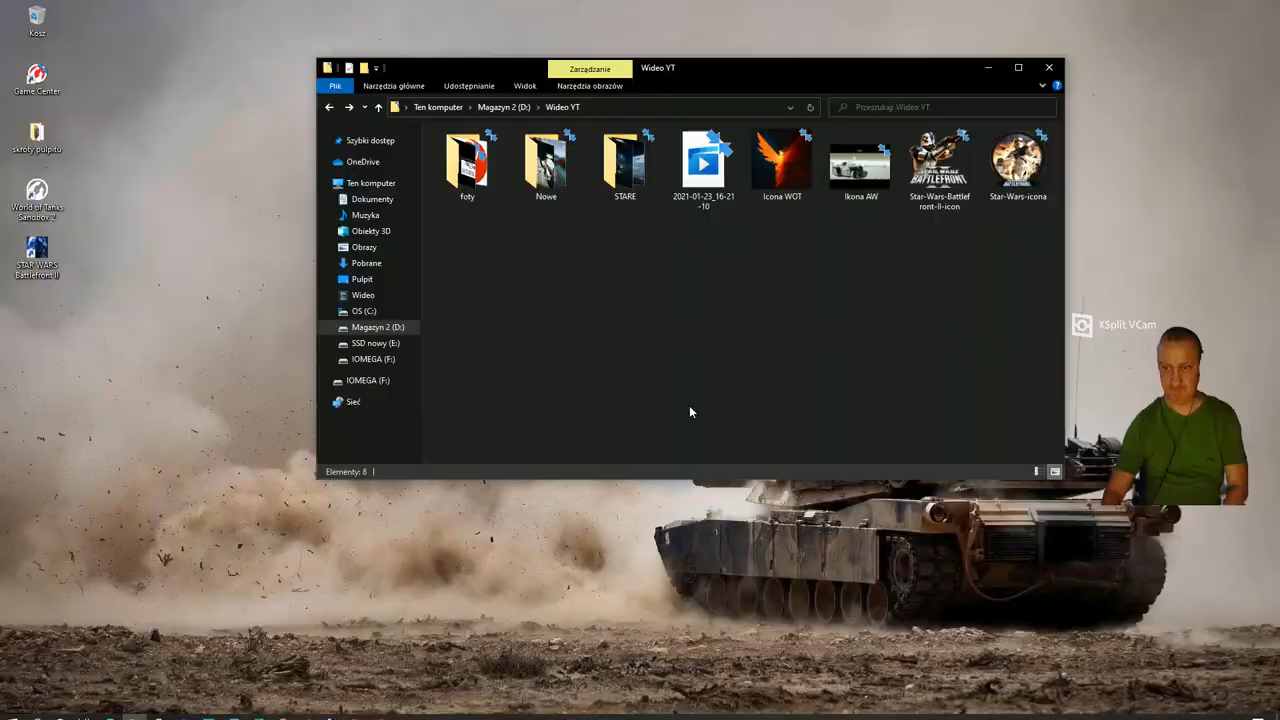 Kosz
Game Center
skróty pulpitu
World of Tanks
Sandbox 2
STAR WARS
Battlefront II
Zarządzanie
Wideo YT
Plik
Narzędzia główne
Udostępnianie
Widok
Narzędzia obrazów
Ten komputer > Magazyn 2 (D:) > Wideo YT
Przeszukaj: Wideo YT
Szybki dostęp
OneDrive
Ten komputer
Dokumenty
Muzyka
Obiekty 3D
Obrazy
Pobrane
Pulpit
Wideo
OS (C:)
Magazyn 2 (D:)
SSD nowy (E:)
IOMEGA (F:)
IOMEGA (F:)
Sieć
foty
Nowe
STARE
2021-01-23_16-21
-10
Icona WOT
Ikona AW
Star-Wars-Battlef
ront-II-icon
Star-Wars-icona
Elementy: 8
XSplit VCam